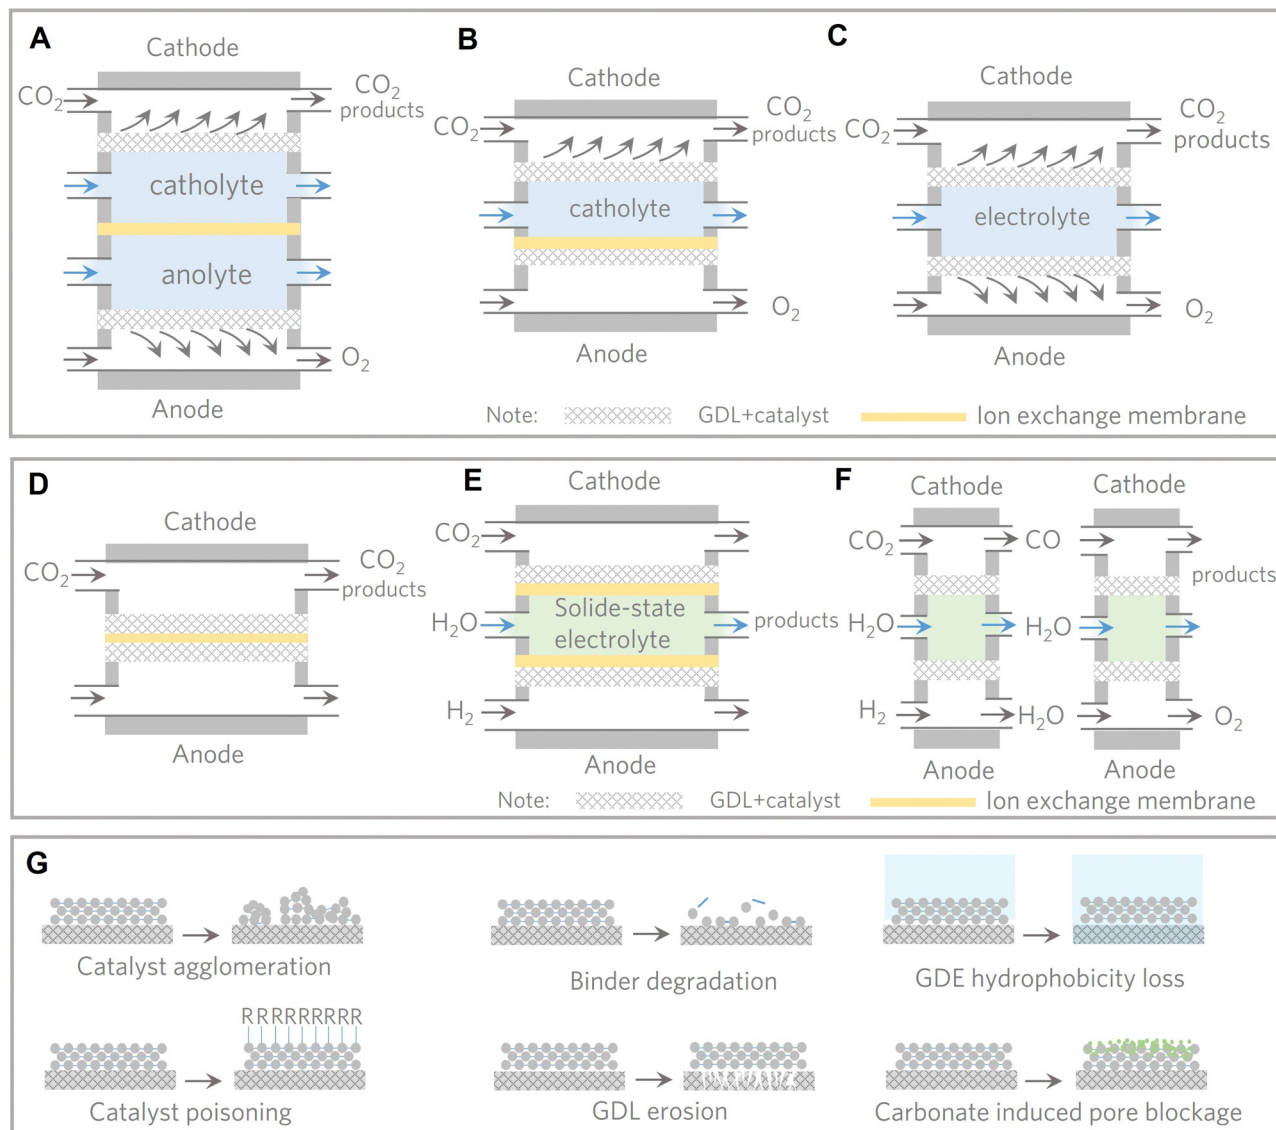 A
Cathode
CO₂
CO₂
products
catholyte
anolyte
O₂
Anode
B
Cathode
CO₂
CO₂
products
catholyte
O₂
Anode
C
Cathode
CO₂
CO₂
products
electrolyte
O₂
Anode
Note: GDL+catalyst Ion exchange membrane
D
Cathode
CO₂
CO₂
products
Anode
E
Cathode
CO₂
H₂O
Solide-state
electrolyte
products
H₂
Anode
F
Cathode
Cathode
CO₂
CO
products
H₂O
H₂O
H₂
H₂O
O₂
Anode
Anode
Note: GDL+catalyst Ion exchange membrane
G
Catalyst agglomeration
Binder degradation
GDE hydrophobicity loss
RRRRRRRRR
Catalyst poisoning
GDL erosion
Carbonate induced pore blockage